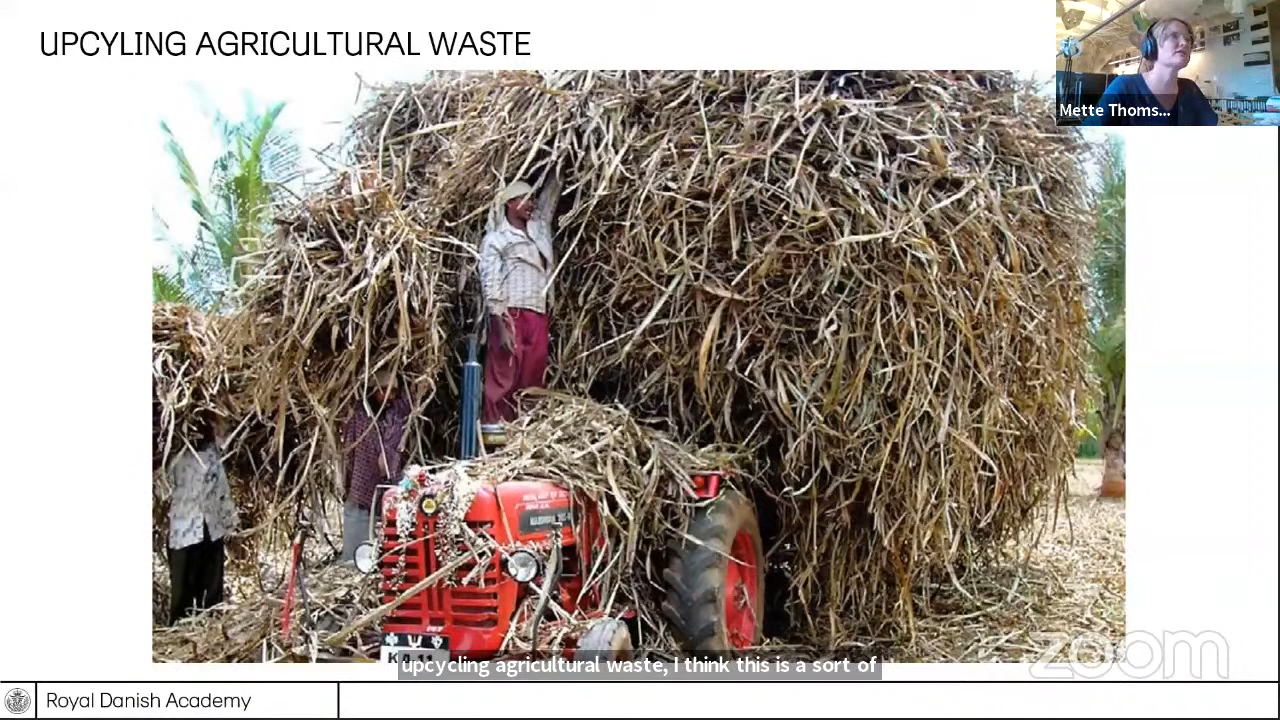 UPCYLING AGRICULTURAL WASTE
Mette Thoms...
upcycling agricultural waste, I think this is a sort of
zoom
Royal Danish Academy